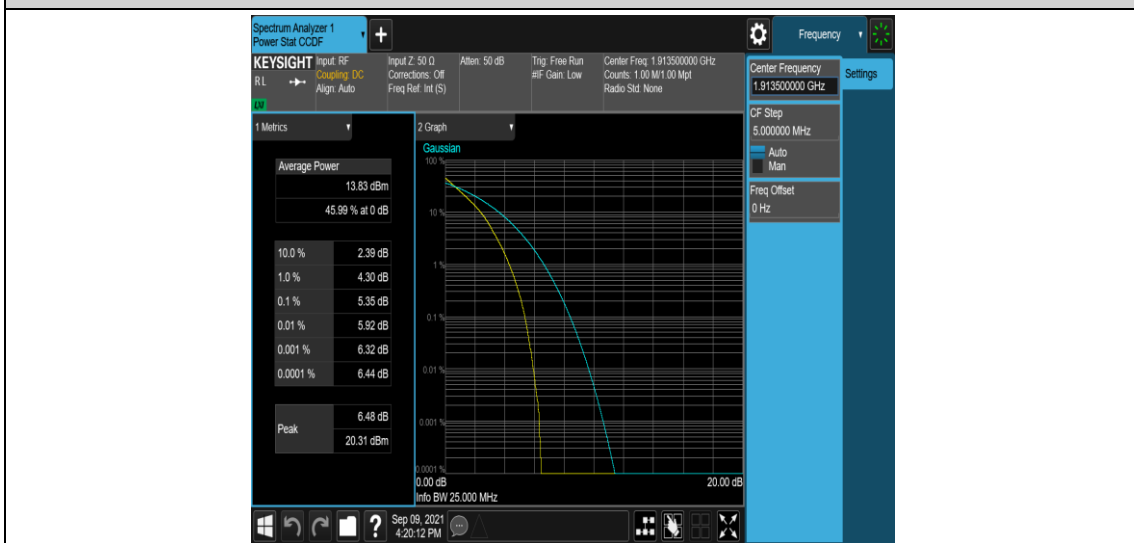 Spectrum Analyzer 1
Power Stat CCDF
+
Frequency
KEYSIGHT
RL
LXI
Input: RF
Coupling: DC
Align: Auto
Input Z: 50 Ω
Corrections: Off
Freq Ref: Int (S)
Atten: 50 dB
Trig: Free Run
#IF Gain: Low
Center Freq: 1.913500000 GHz
Counts: 1.00 M/1.00 Mpt
Radio Std: None
Center Frequency
1.913500000 GHz
Settings
CF Step
5.000000 MHz
Auto
Man
Freq Offset
0 Hz
1 Metrics
Average Power
13.83 dBm
45.99 % at 0 dB
10.0 % 2.39 dB
1.0 % 4.30 dB
0.1 % 5.35 dB
0.01 % 5.92 dB
0.001 % 6.32 dB
0.0001 % 6.44 dB
Peak
6.48 dB
20.31 dBm
2 Graph
Gaussian
100 %
10 %
1 %
0.1 %
0.01 %
0.001 %
0.0001 %
0.00 dB 20.00 dB
Info BW 25.000 MHz
?
Sep 09, 2021
4:20:12 PM